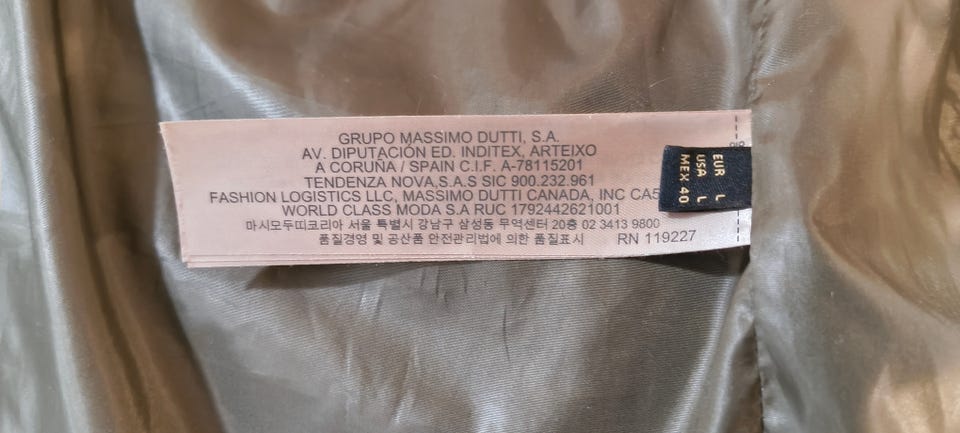 GRUPO MASSIMO DUTTI, S.A.
AV. DIPUTACIÓN ED. INDITEX, ARTEIXO
A CORUÑA / SPAIN C.I.F. A-78115201
TENDENZA NOVA,S.A.S SIC 900.232.961
FASHION LOGISTICS LLC, MASSIMO DUTTI CANADA, INC
WORLD CLASS MODA S.A RUC 1792442621001
마시모두띠코리아 서울 특별시 강남구 삼성동 무역센터 20층 02 3413 9800
품질경영 및 공산품 안전관리법에 의한 품질표시 RN 119227
EUR L
USA L
MEX 40